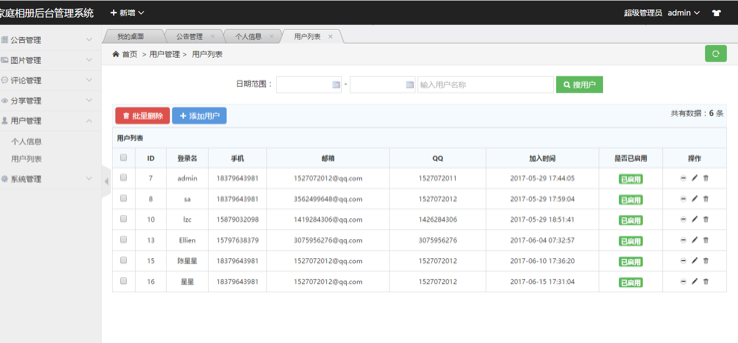 家庭相册后台管理系统
新增
超级管理员 admin
我的桌面
公告管理
个人信息
用户列表
公告管理
图片管理
评论管理
分享管理
用户管理
个人信息
用户列表
系统管理
首页 > 用户管理 > 用户列表
日期范围： - 输入用户名称 搜用户
批量删除 添加用户 共有数据：6 条
用户列表
ID 登录名 手机 邮箱 QQ 加入时间 是否已启用 操作
7 admin 18379643981 1527072012@qq.com 1527072011 2017-05-29 17:44:05 已启用
8 sa 18379643981 3562499648@qq.com 1527072012 2017-05-29 17:59:04 已启用
10 lzc 15879032098 1419284306@qq.com 1426284306 2017-05-29 18:51:41 已启用
13 Ellien 15797638379 3075956276@qq.com 3075956276 2017-06-04 07:32:57 已启用
15 陈星星 18379643981 1527072012@qq.com 1527072012 2017-06-10 17:36:20 已启用
16 星星 18379643981 1527072012@qq.com 1527072012 2017-06-15 17:31:04 已启用